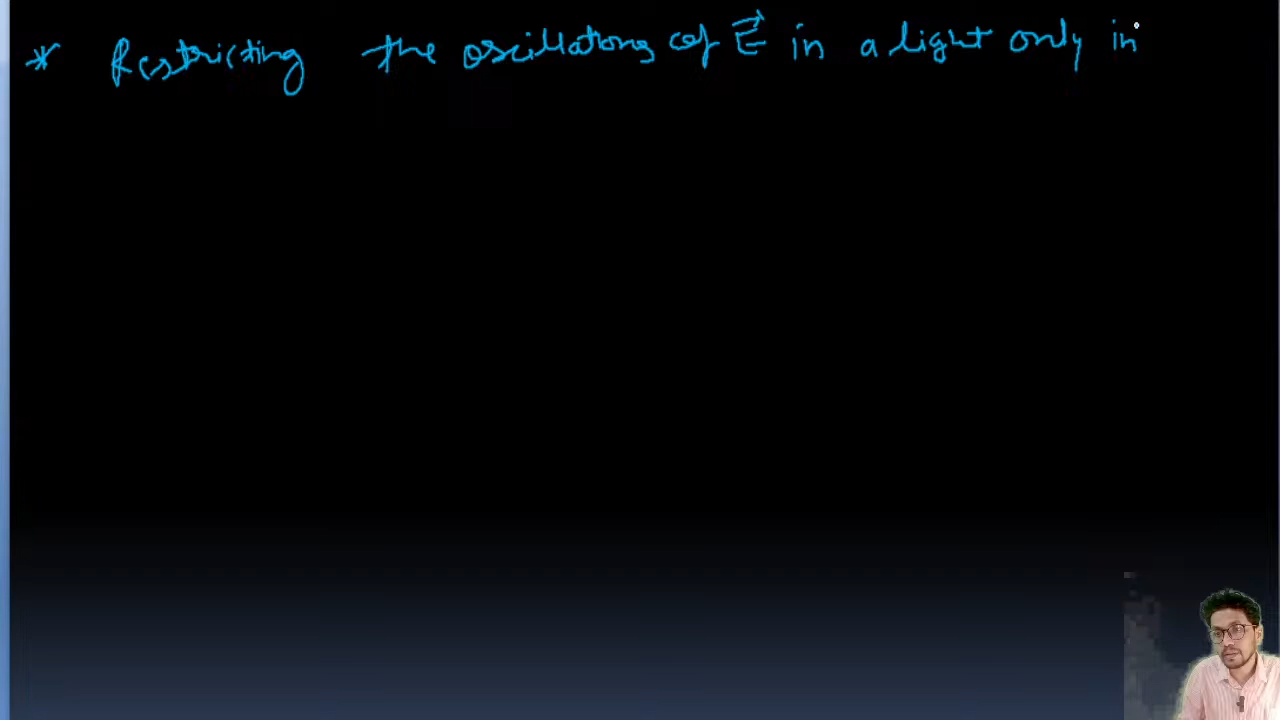 * Restricting the oscillations of E⃗ in a light only in